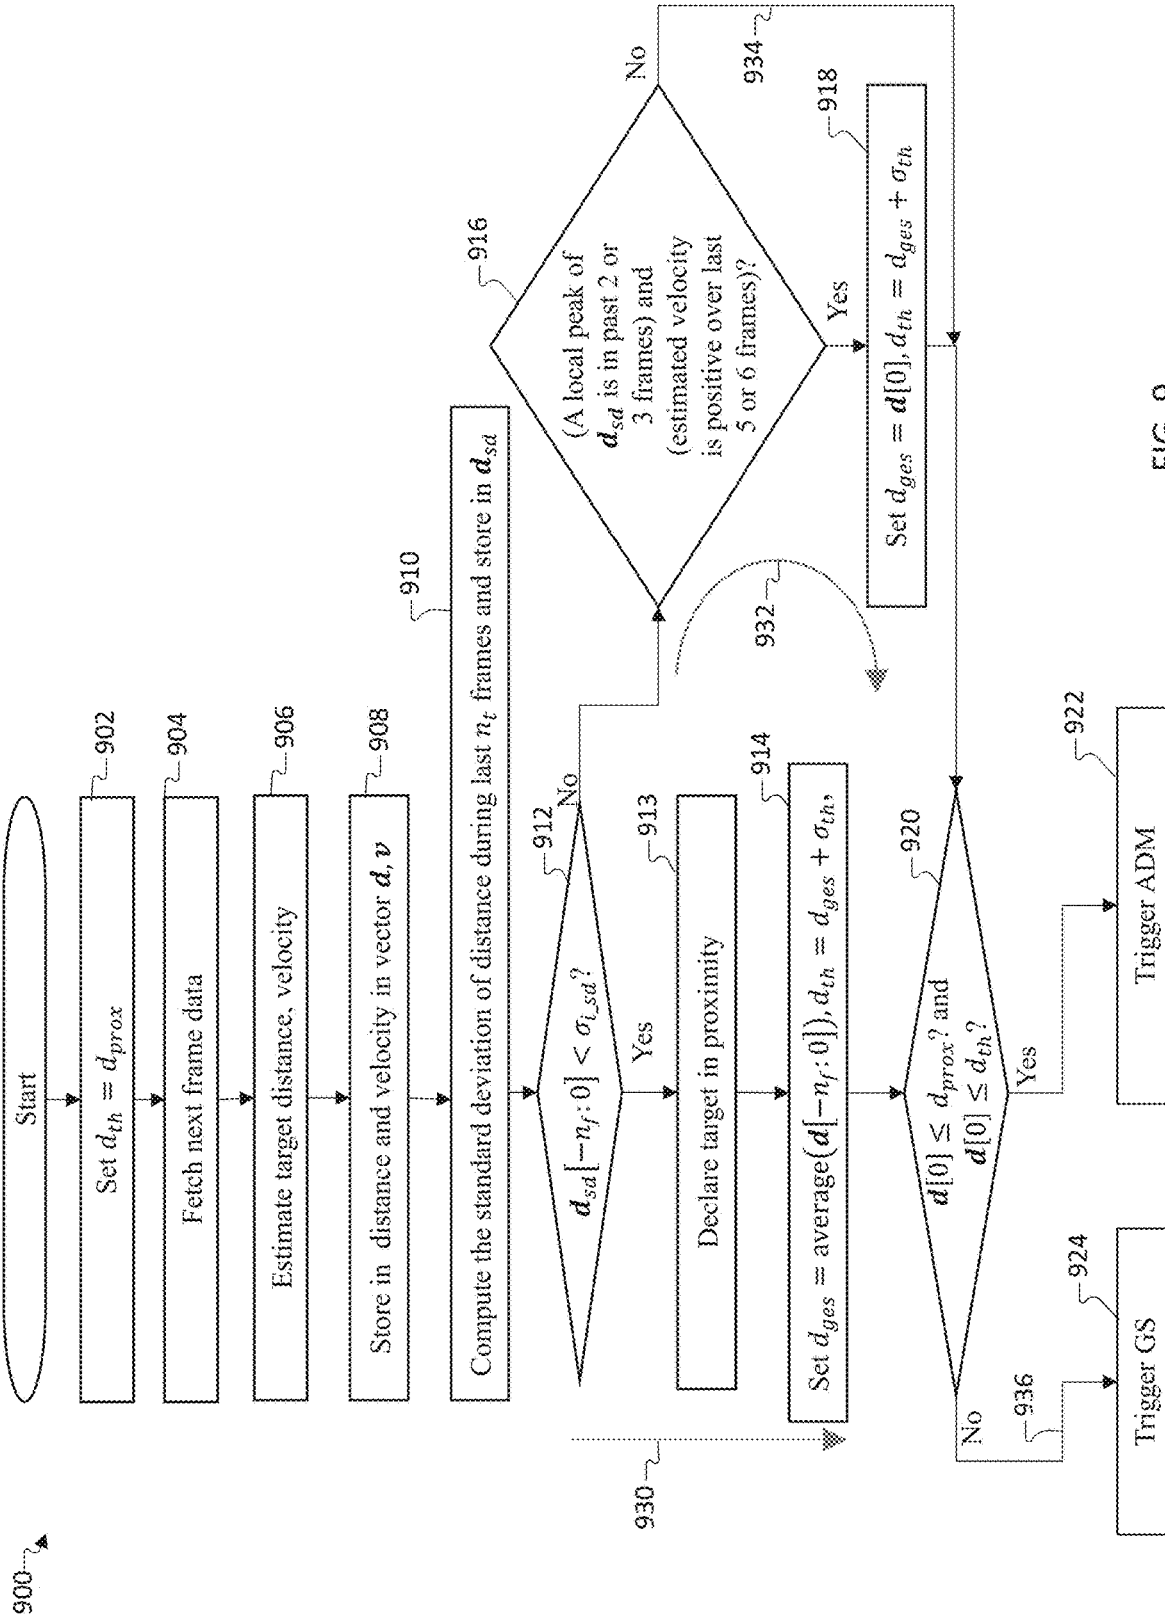 900
Start
902
Set d_th = d_prox
904
Fetch next frame data
906
Estimate target distance, velocity
908
Store in distance and velocity in vector d, v
910
Compute the standard deviation of distance during last n_t frames and store in d_sd
912
d_sd[−n_f: 0] < σ_i_sd?
No
Yes
913
Declare target in proximity
914
Set d_ges = average(d[−n_f: 0]), d_th = d_ges + σ_th,
930
916
(A local peak of
d_sd is in past 2 or
3 frames) and
(estimated velocity
is positive over last
5 or 6 frames)?
No
934
Yes
918
Set d_ges = d[0], d_th = d_ges + σ_th
932
920
d[0] ≤ d_prox? and
d[0] ≤ d_th?
No
Yes
936
924
Trigger GS
922
Trigger ADM
FIG. 9